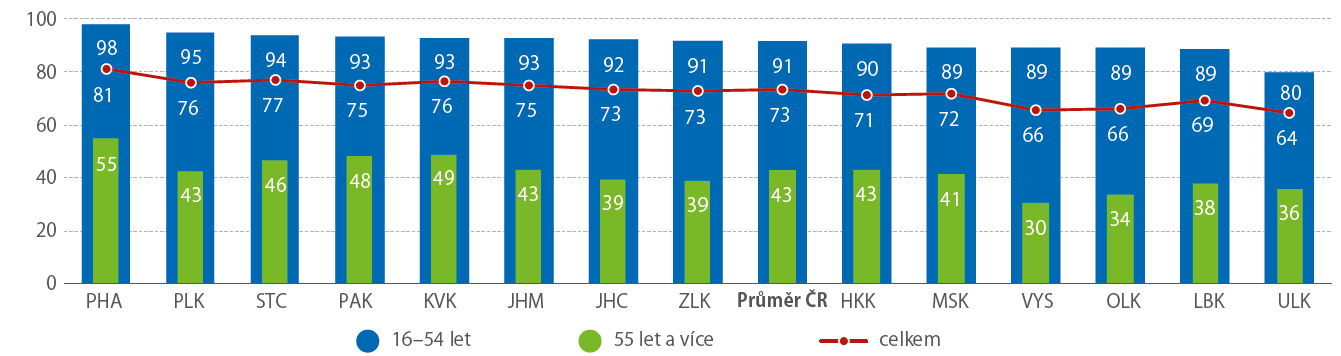 100
80
60
40
20
0
98 95 94 93 93 93 92 91 91 90 89 89 89 89 80
81 76 77 75 76 75 73 73 73 71 72 66 66 69 64
55 43 46 48 49 43 39 39 43 43 41 30 34 38 36
PHA PLK STC PAK KVK JHM JHC ZLK Průměr ČR HKK MSK VYS OLK LBK ULK
16–54 let 55 let a více celkem